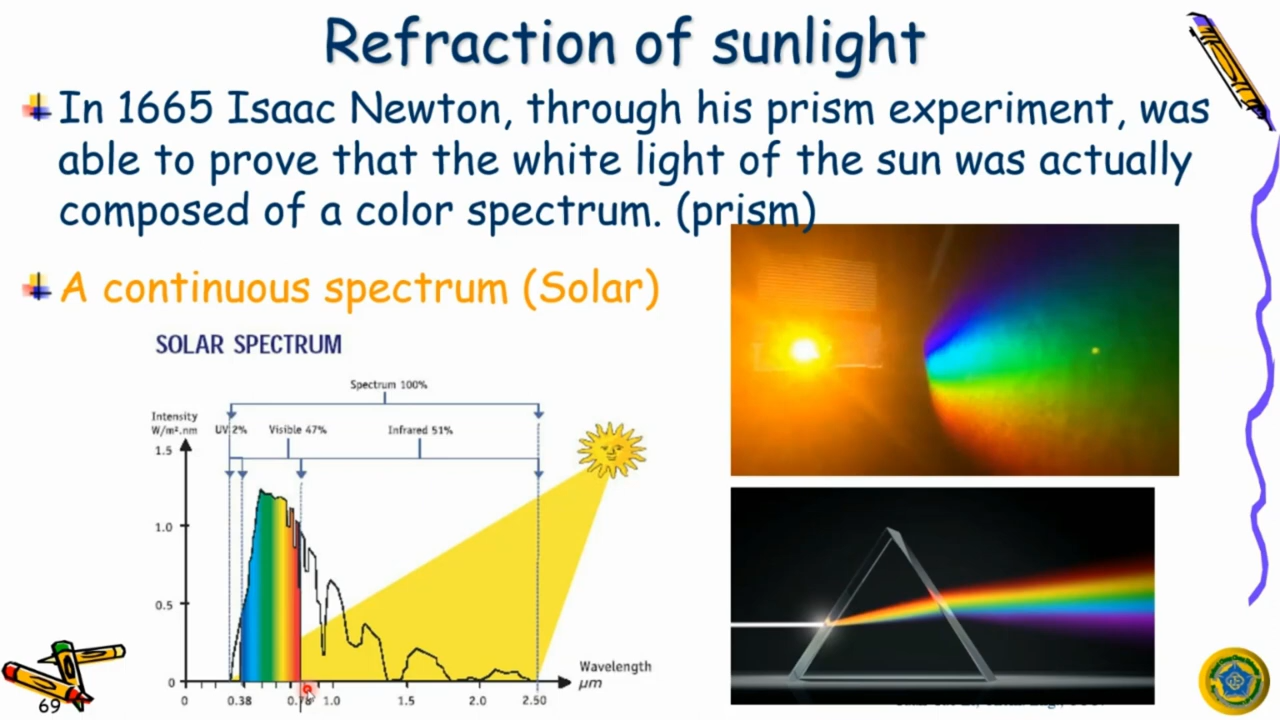 Refraction of sunlight
In 1665 Isaac Newton, through his prism experiment, was
able to prove that the white light of the sun was actually
composed of a color spectrum. (prism)
A continuous spectrum (Solar)
SOLAR SPECTRUM
Spectrum 100%
Intensity
W/m².nm
UV 2%
Visible 47%
Infrared 51%
1.5
1.0
0.5
0
Wavelength
µm
0
0.38
0.78
1.0
1.5
2.0
2.50
69